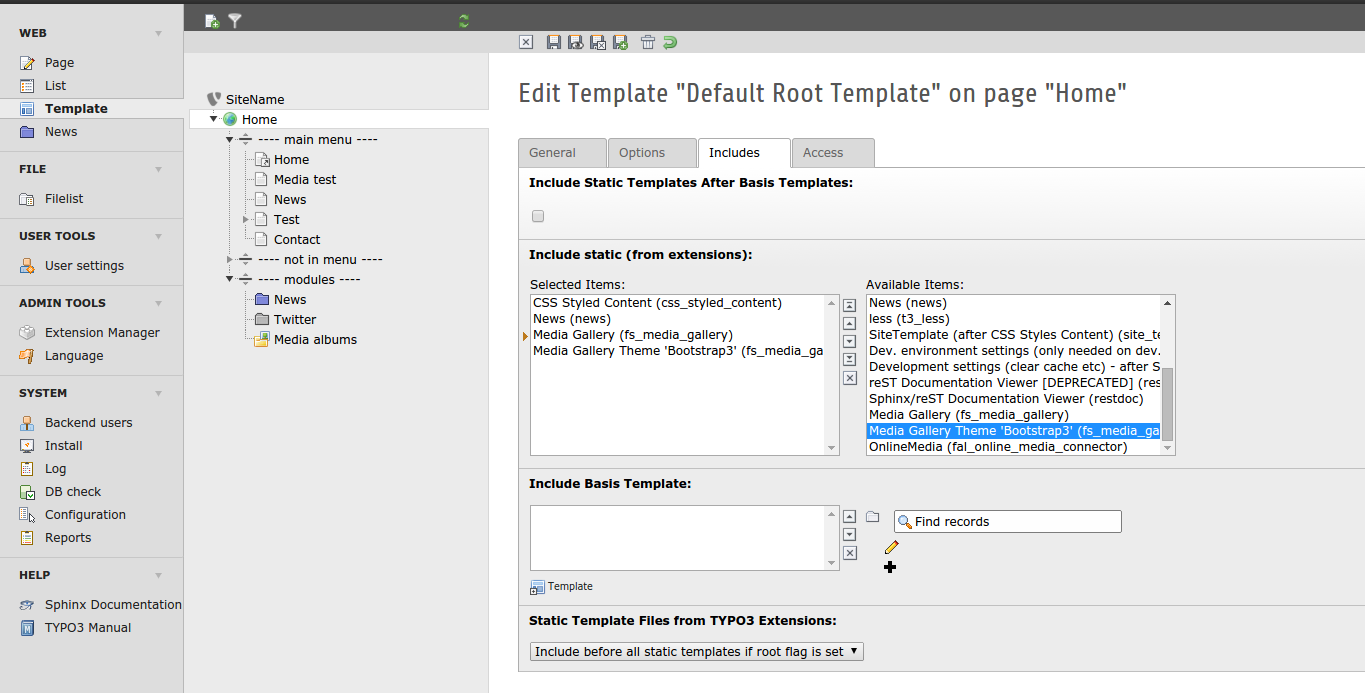 WEB
Page
List
Template
News
FILE
Filelist
USER TOOLS
User settings
ADMIN TOOLS
Extension Manager
Language
SYSTEM
Backend users
Install
Log
DB check
Configuration
Reports
HELP
Sphinx Documentation
TYPO3 Manual
SiteName
Home
---- main menu ----
Home
Media test
News
Test
Contact
---- not in menu ----
---- modules ----
News
Twitter
Media albums
Edit Template "Default Root Template" on page "Home"
General Options Includes Access
Include Static Templates After Basis Templates:
Include static (from extensions):
Selected Items:
CSS Styled Content (css_styled_content)
News (news)
Media Gallery (fs_media_gallery)
Media Gallery Theme 'Bootstrap3' (fs_media_ga
Available Items:
News (news)
less (t3_less)
SiteTemplate (after CSS Styles Content) (site_te
Dev. environment settings (only needed on dev.
Development settings (clear cache etc) - after S
reST Documentation Viewer [DEPRECATED] (res
Sphinx/reST Documentation Viewer (restdoc)
Media Gallery (fs_media_gallery)
Media Gallery Theme 'Bootstrap3' (fs_media_ga
OnlineMedia (fal_online_media_connector)
Include Basis Template:
Find records
Template
Static Template Files from TYPO3 Extensions:
Include before all static templates if root flag is set